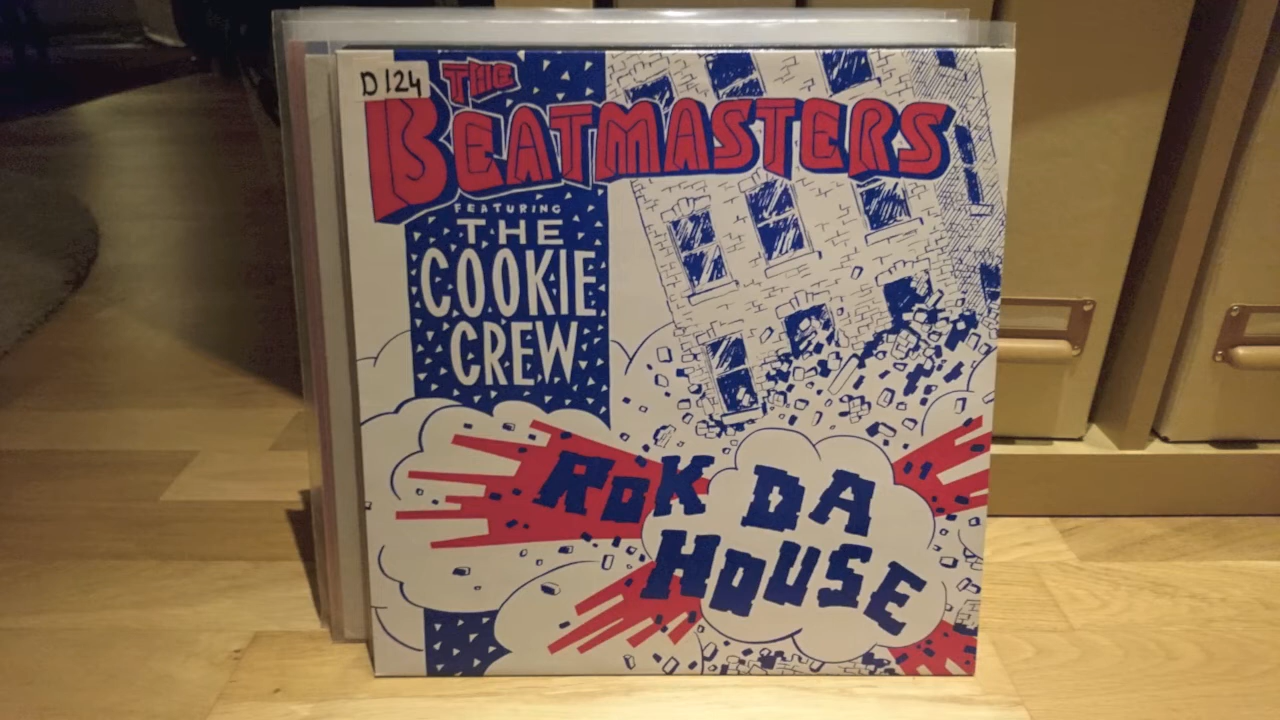 D124
THE
BEATMASTERS
FEATURING
THE
COOKIE
CREW
ROK DA
HOUSE